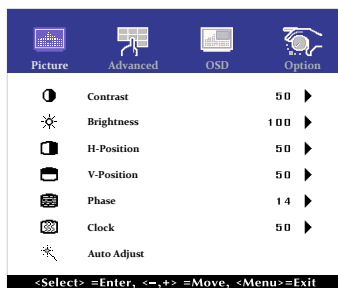 Picture Advanced OSD Option
Contrast 50
Brightness 100
H-Position 50
V-Position 50
Phase 14
Clock 50
Auto Adjust
<Select> =Enter, <−,+> =Move, <Menu>=Exit